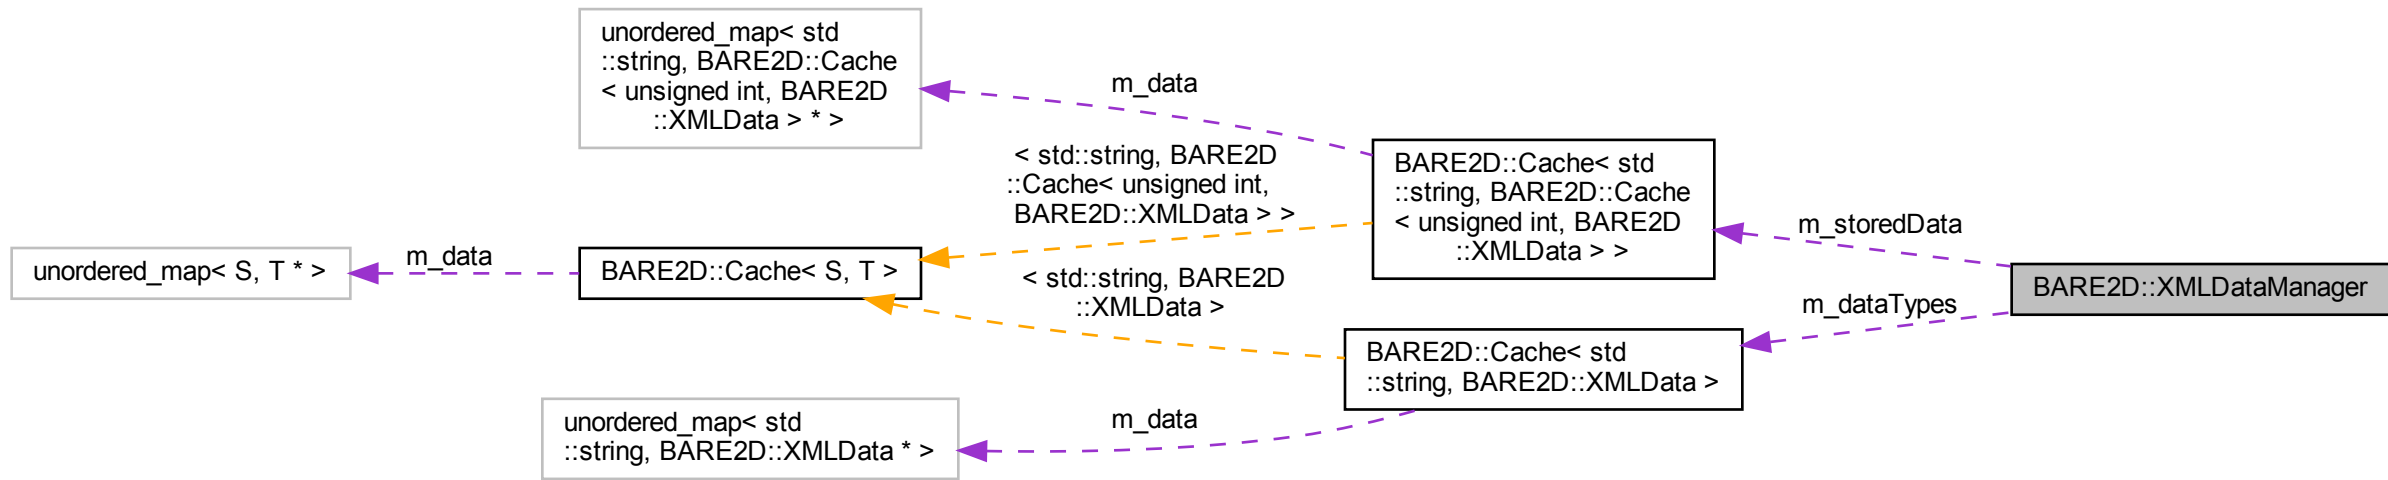 unordered_map< std
::string, BARE2D::Cache
< unsigned int, BARE2D
::XMLData > * >
m_data
< std::string, BARE2D
::Cache< unsigned int,
BARE2D::XMLData > >
BARE2D::Cache< std
::string, BARE2D::Cache
< unsigned int, BARE2D
::XMLData > >
m_storedData
unordered_map< S, T * >
m_data
BARE2D::Cache< S, T >
< std::string, BARE2D
::XMLData >
BARE2D::XMLDataManager
m_dataTypes
BARE2D::Cache< std
::string, BARE2D::XMLData >
unordered_map< std
::string, BARE2D::XMLData * >
m_data